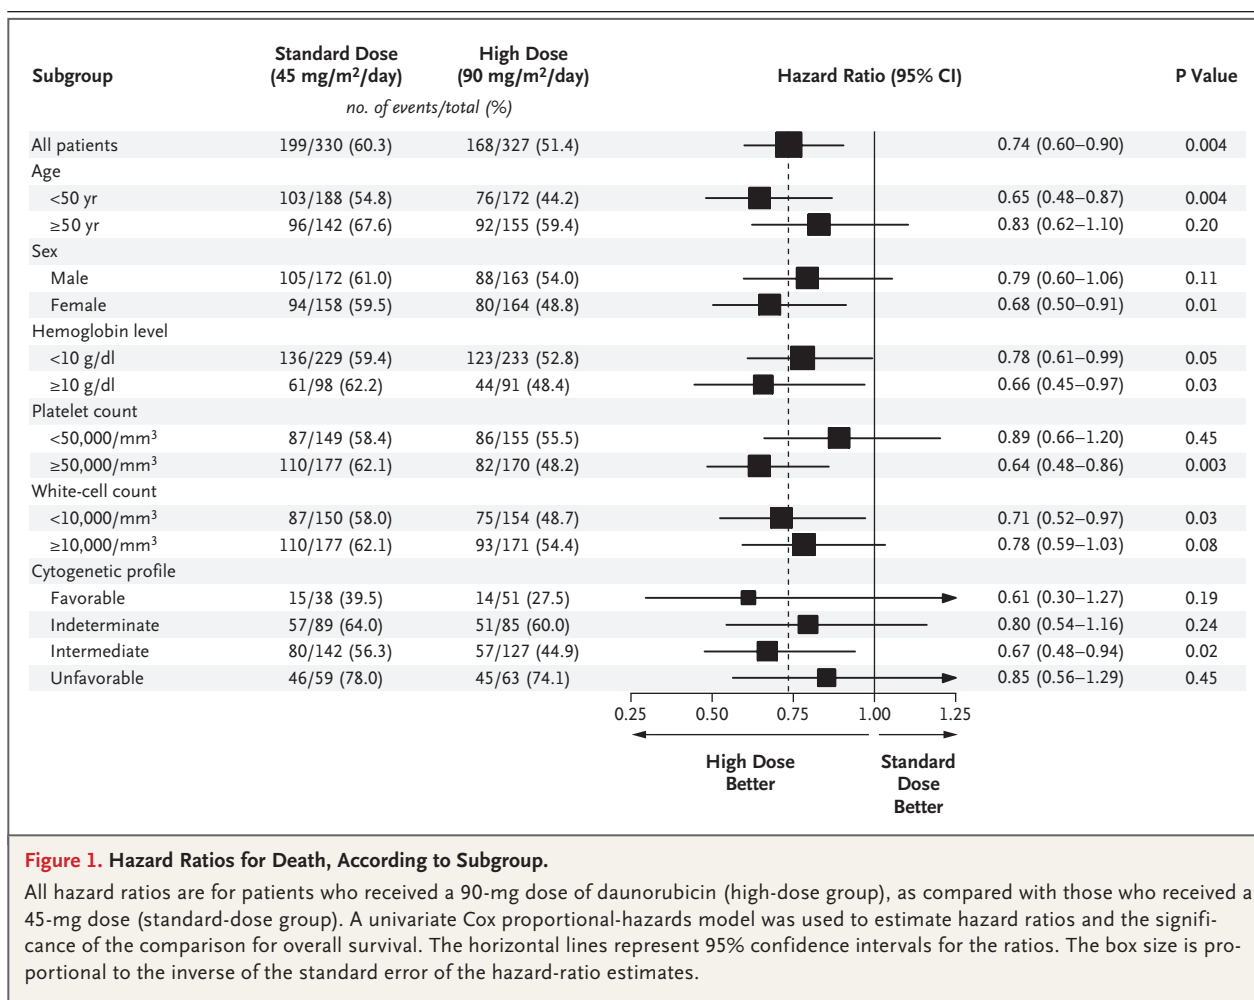 Subgroup Standard Dose (45 mg/m²/day) High Dose (90 mg/m²/day) Hazard Ratio (95% CI) P Value
no. of events/total (%)
All patients 199/330 (60.3) 168/327 (51.4) 0.74 (0.60–0.90) 0.004
Age
<50 yr 103/188 (54.8) 76/172 (44.2) 0.65 (0.48–0.87) 0.004
≥50 yr 96/142 (67.6) 92/155 (59.4) 0.83 (0.62–1.10) 0.20
Sex
Male 105/172 (61.0) 88/163 (54.0) 0.79 (0.60–1.06) 0.11
Female 94/158 (59.5) 80/164 (48.8) 0.68 (0.50–0.91) 0.01
Hemoglobin level
<10 g/dl 136/229 (59.4) 123/233 (52.8) 0.78 (0.61–0.99) 0.05
≥10 g/dl 61/98 (62.2) 44/91 (48.4) 0.66 (0.45–0.97) 0.03
Platelet count
<50,000/mm³ 87/149 (58.4) 86/155 (55.5) 0.89 (0.66–1.20) 0.45
≥50,000/mm³ 110/177 (62.1) 82/170 (48.2) 0.64 (0.48–0.86) 0.003
White-cell count
<10,000/mm³ 87/150 (58.0) 75/154 (48.7) 0.71 (0.52–0.97) 0.03
≥10,000/mm³ 110/177 (62.1) 93/171 (54.4) 0.78 (0.59–1.03) 0.08
Cytogenetic profile
Favorable 15/38 (39.5) 14/51 (27.5) 0.61 (0.30–1.27) 0.19
Indeterminate 57/89 (64.0) 51/85 (60.0) 0.80 (0.54–1.16) 0.24
Intermediate 80/142 (56.3) 57/127 (44.9) 0.67 (0.48–0.94) 0.02
Unfavorable 46/59 (78.0) 45/63 (74.1) 0.85 (0.56–1.29) 0.45
0.25 0.50 0.75 1.00 1.25
High Dose Better
Standard Dose Better
Figure 1. Hazard Ratios for Death, According to Subgroup.
All hazard ratios are for patients who received a 90-mg dose of daunorubicin (high-dose group), as compared with those who received a
45-mg dose (standard-dose group). A univariate Cox proportional-hazards model was used to estimate hazard ratios and the signifi-
cance of the comparison for overall survival. The horizontal lines represent 95% confidence intervals for the ratios. The box size is pro-
portional to the inverse of the standard error of the hazard-ratio estimates.